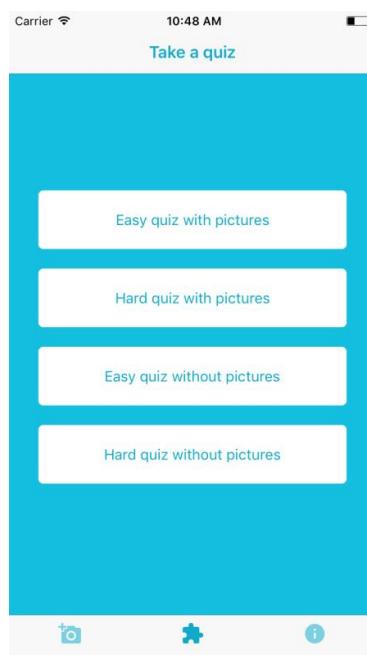 Carrier 10:48 AM
Take a quiz
Easy quiz with pictures
Hard quiz with pictures
Easy quiz without pictures
Hard quiz without pictures